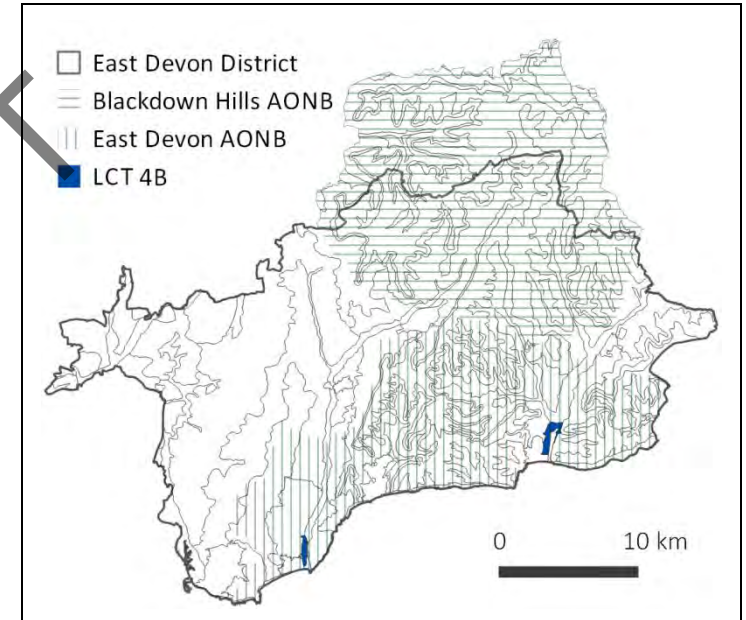 East Devon District
Blackdown Hills AONB
East Devon AONB
LCT 4B
0 10 km